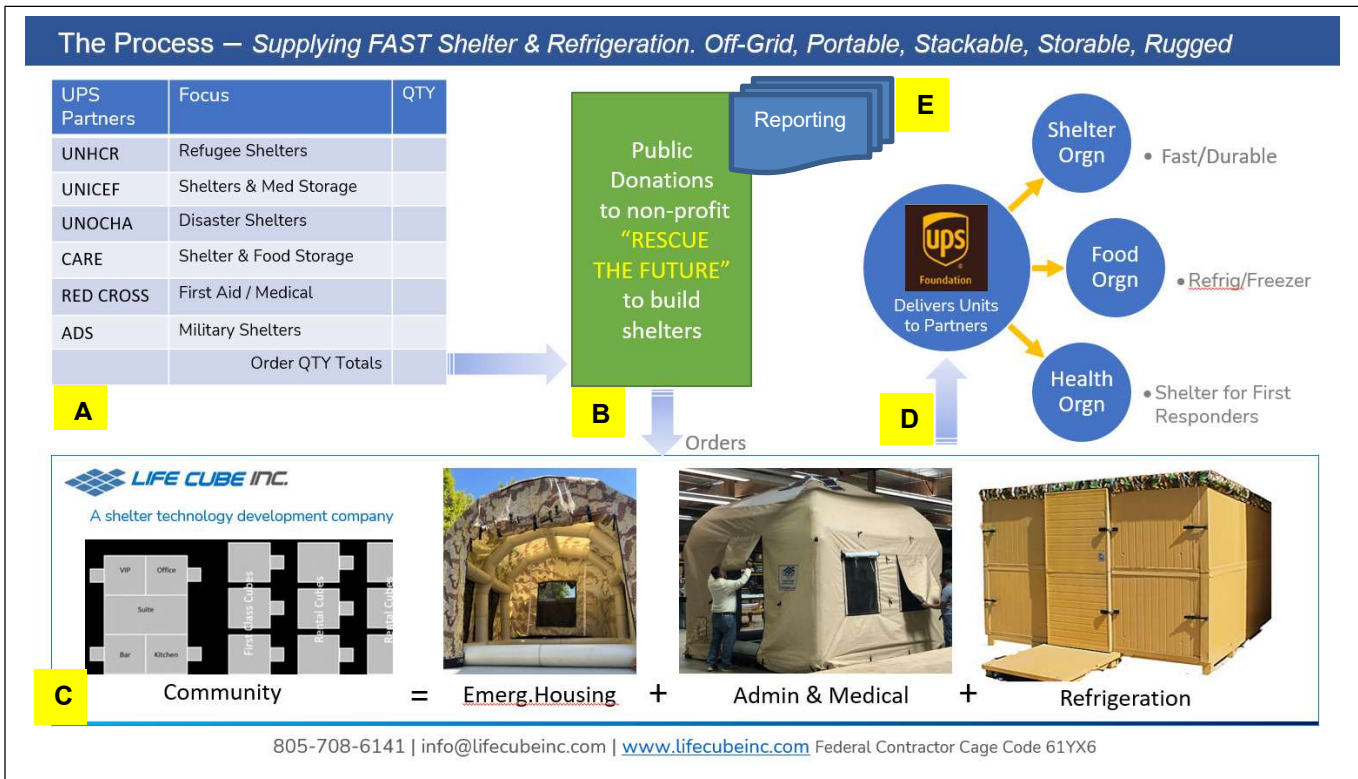 The Process – Supplying FAST Shelter & Refrigeration. Off-Grid, Portable, Stackable, Storable, Rugged
UPS Partners
Focus
QTY
UNHCR
Refugee Shelters
UNICEF
Shelters & Med Storage
UNOCHA
Disaster Shelters
CARE
Shelter & Food Storage
RED CROSS
First Aid / Medical
ADS
Military Shelters
Order QTY Totals
A
Public
Donations
to non-profit
“RESCUE
THE FUTURE”
to build
shelters
B
Reporting
E
ups
Foundation
Delivers Units
to Partners
D
Shelter
Orgn
• Fast/Durable
Food
Orgn
• Refrig/Freezer
Health
Orgn
• Shelter for First
Responders
Orders
LIFE CUBE INC.
A shelter technology development company
VIP
Office
Suite
Bar
Kitchen
First Class Cubes
Rental Cubes
Rental Cubes
C
Community
=
Emerg.Housing
+
Admin & Medical
+
Refrigeration
805-708-6141 | info@lifecubeinc.com | www.lifecubeinc.com Federal Contractor Cage Code 61YX6